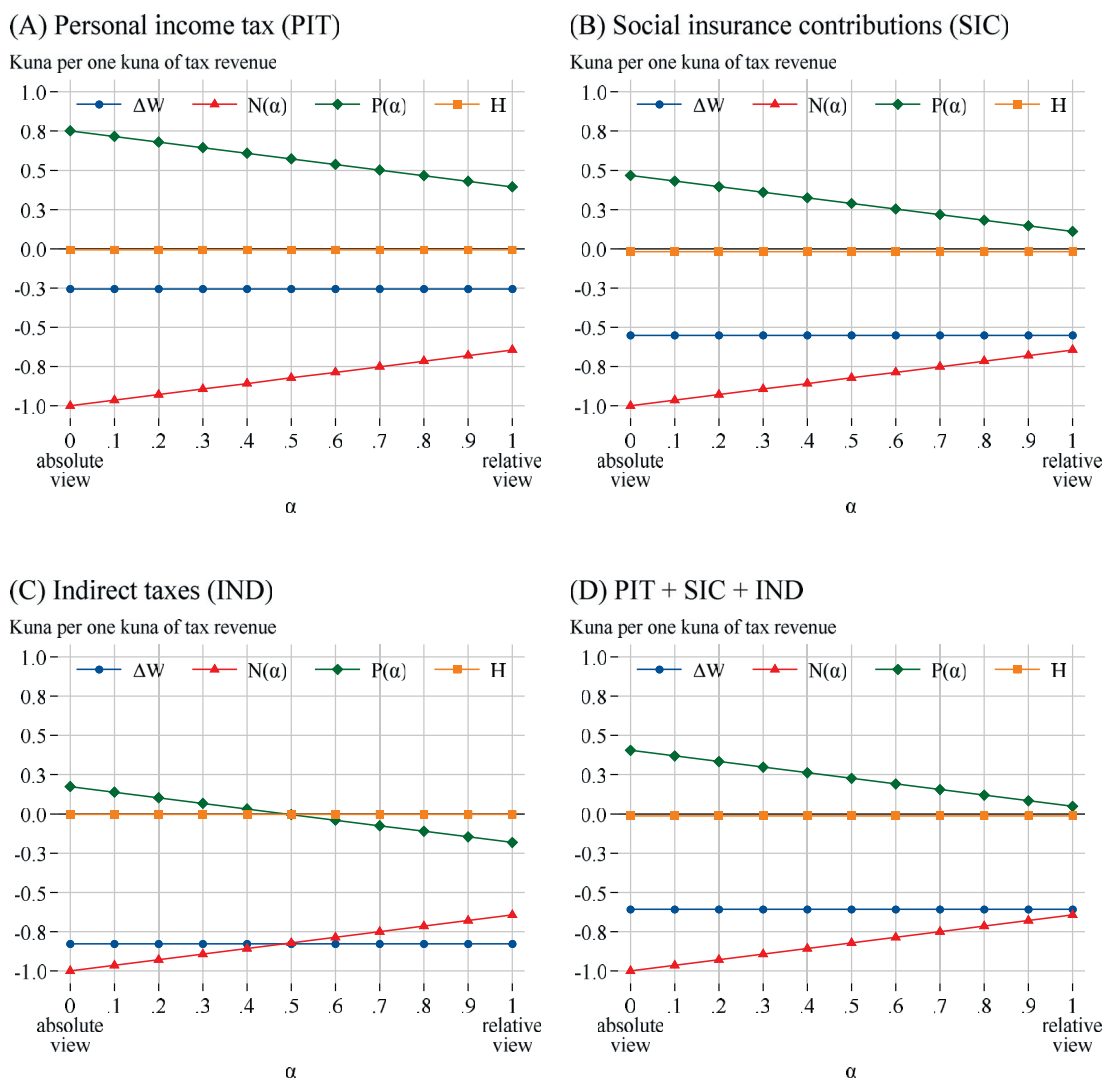 (A) Personal income tax (PIT)
Kuna per one kuna of tax revenue
ΔW N(α) P(α) H
1.0
0.8
0.5
0.3
0.0
-0.3
-0.5
-0.8
-1.0
0 .1 .2 .3 .4 .5 .6 .7 .8 .9 1
absolute view relative view
α
(B) Social insurance contributions (SIC)
Kuna per one kuna of tax revenue
ΔW N(α) P(α) H
1.0
0.8
0.5
0.3
0.0
-0.3
-0.5
-0.8
-1.0
0 .1 .2 .3 .4 .5 .6 .7 .8 .9 1
absolute view relative view
α
(C) Indirect taxes (IND)
Kuna per one kuna of tax revenue
ΔW N(α) P(α) H
1.0
0.8
0.5
0.3
0.0
-0.3
-0.5
-0.8
-1.0
0 .1 .2 .3 .4 .5 .6 .7 .8 .9 1
absolute view relative view
α
(D) PIT + SIC + IND
Kuna per one kuna of tax revenue
ΔW N(α) P(α) H
1.0
0.8
0.5
0.3
0.0
-0.3
-0.5
-0.8
-1.0
0 .1 .2 .3 .4 .5 .6 .7 .8 .9 1
absolute view relative view
α